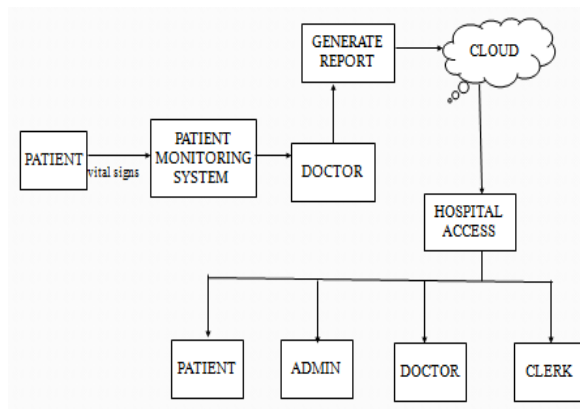 GENERATE
REPORT
CLOUD
PATIENT
vital signs
PATIENT
MONITORING
SYSTEM
DOCTOR
HOSPITAL
ACCESS
PATIENT
ADMIN
DOCTOR
CLERK